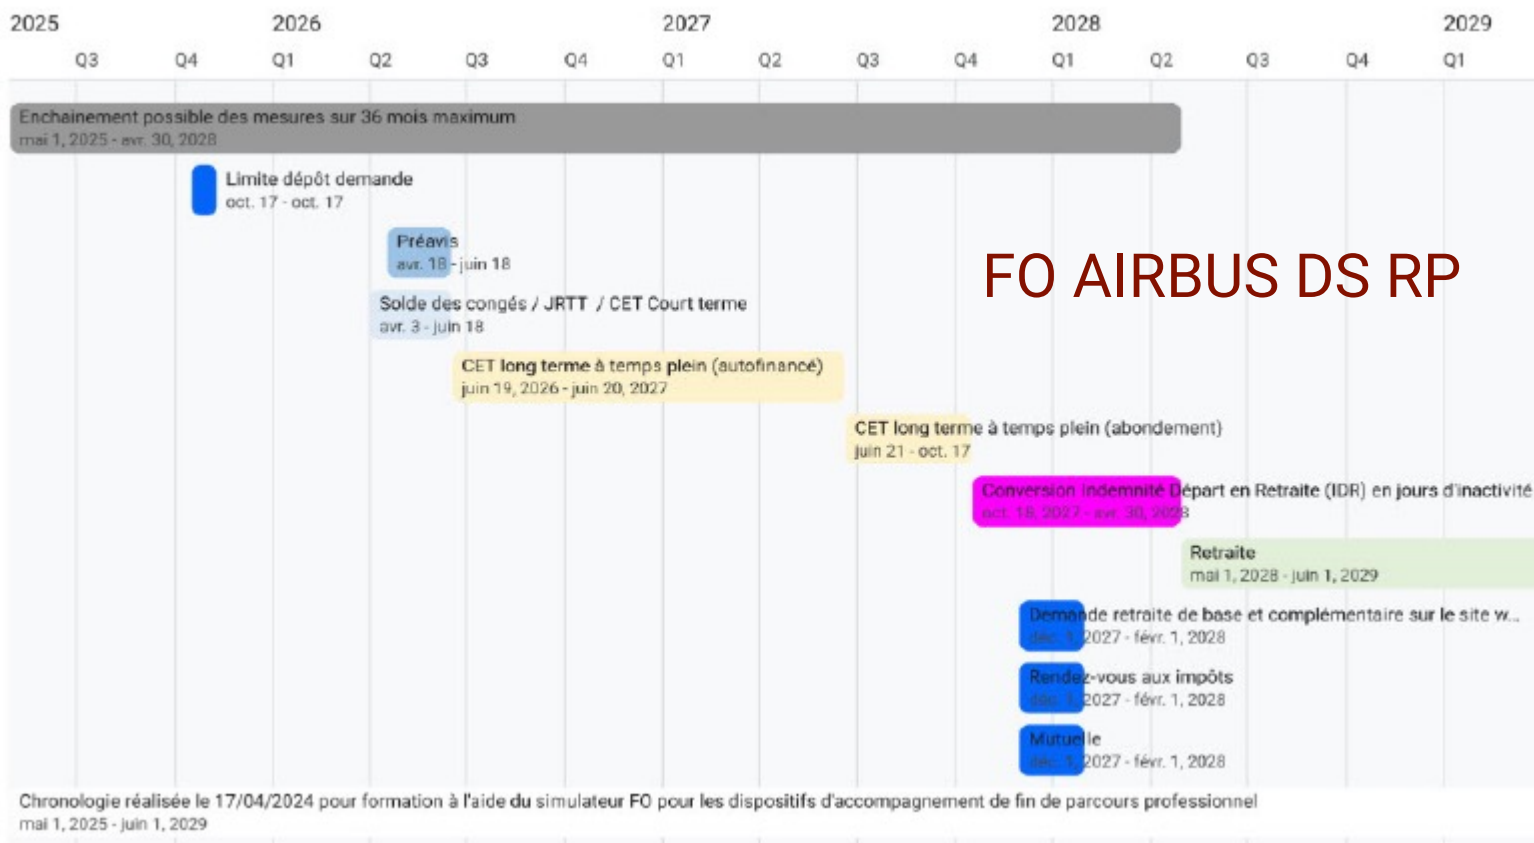 2025 2026 2027 2028 2029
Q3 Q4 Q1 Q2 Q3 Q4 Q1 Q2 Q3 Q4 Q1 Q2 Q3 Q4 Q1
Enchainement possible des mesures sur 36 mois maximum
mai 1, 2025 - avr. 30, 2028
Limite dépôt demande
oct. 17 - oct. 17
Préavis
avr. 18 - juin 18
FO AIRBUS DS RP
Solde des congés / JRTT / CET Court terme
avr. 3 - juin 18
CET long terme à temps plein (autofinancé)
juin 19, 2026 - juin 20, 2027
CET long terme à temps plein (abondement)
juin 21 - oct. 17
Conversion Indemnité Départ en Retraite (IDR) en jours d'inactivité
oct. 18, 2027 - avr. 30, 2028
Retraite
mai 1, 2028 - juin 1, 2029
Demande retraite de base et complémentaire sur le site w...
déc. 1, 2027 - févr. 1, 2028
Rendez-vous aux impôts
déc. 1, 2027 - févr. 1, 2028
Mutuelle
déc. 1, 2027 - févr. 1, 2028
Chronologie réalisée le 17/04/2024 pour formation à l'aide du simulateur FO pour les dispositifs d'accompagnement de fin de parcours professionnel
mai 1, 2025 - juin 1, 2029